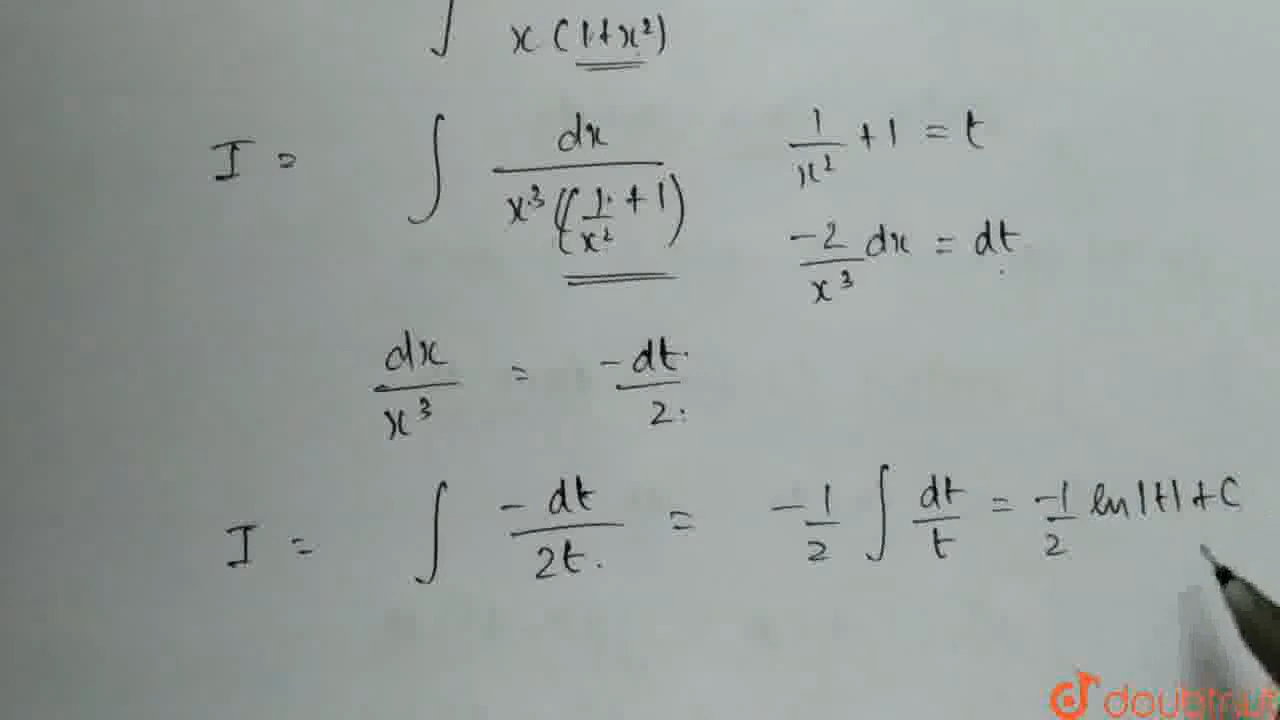 ∫ x(1+x²)
I = ∫ dx / x³(1/x² + 1)    1/x² + 1 = t
-2/x³ dx = dt
dx/x³ = -dt/2
I = ∫ -dt/2t = -1/2 ∫ dt/t = -1/2 ln|t| + C
doubtnut